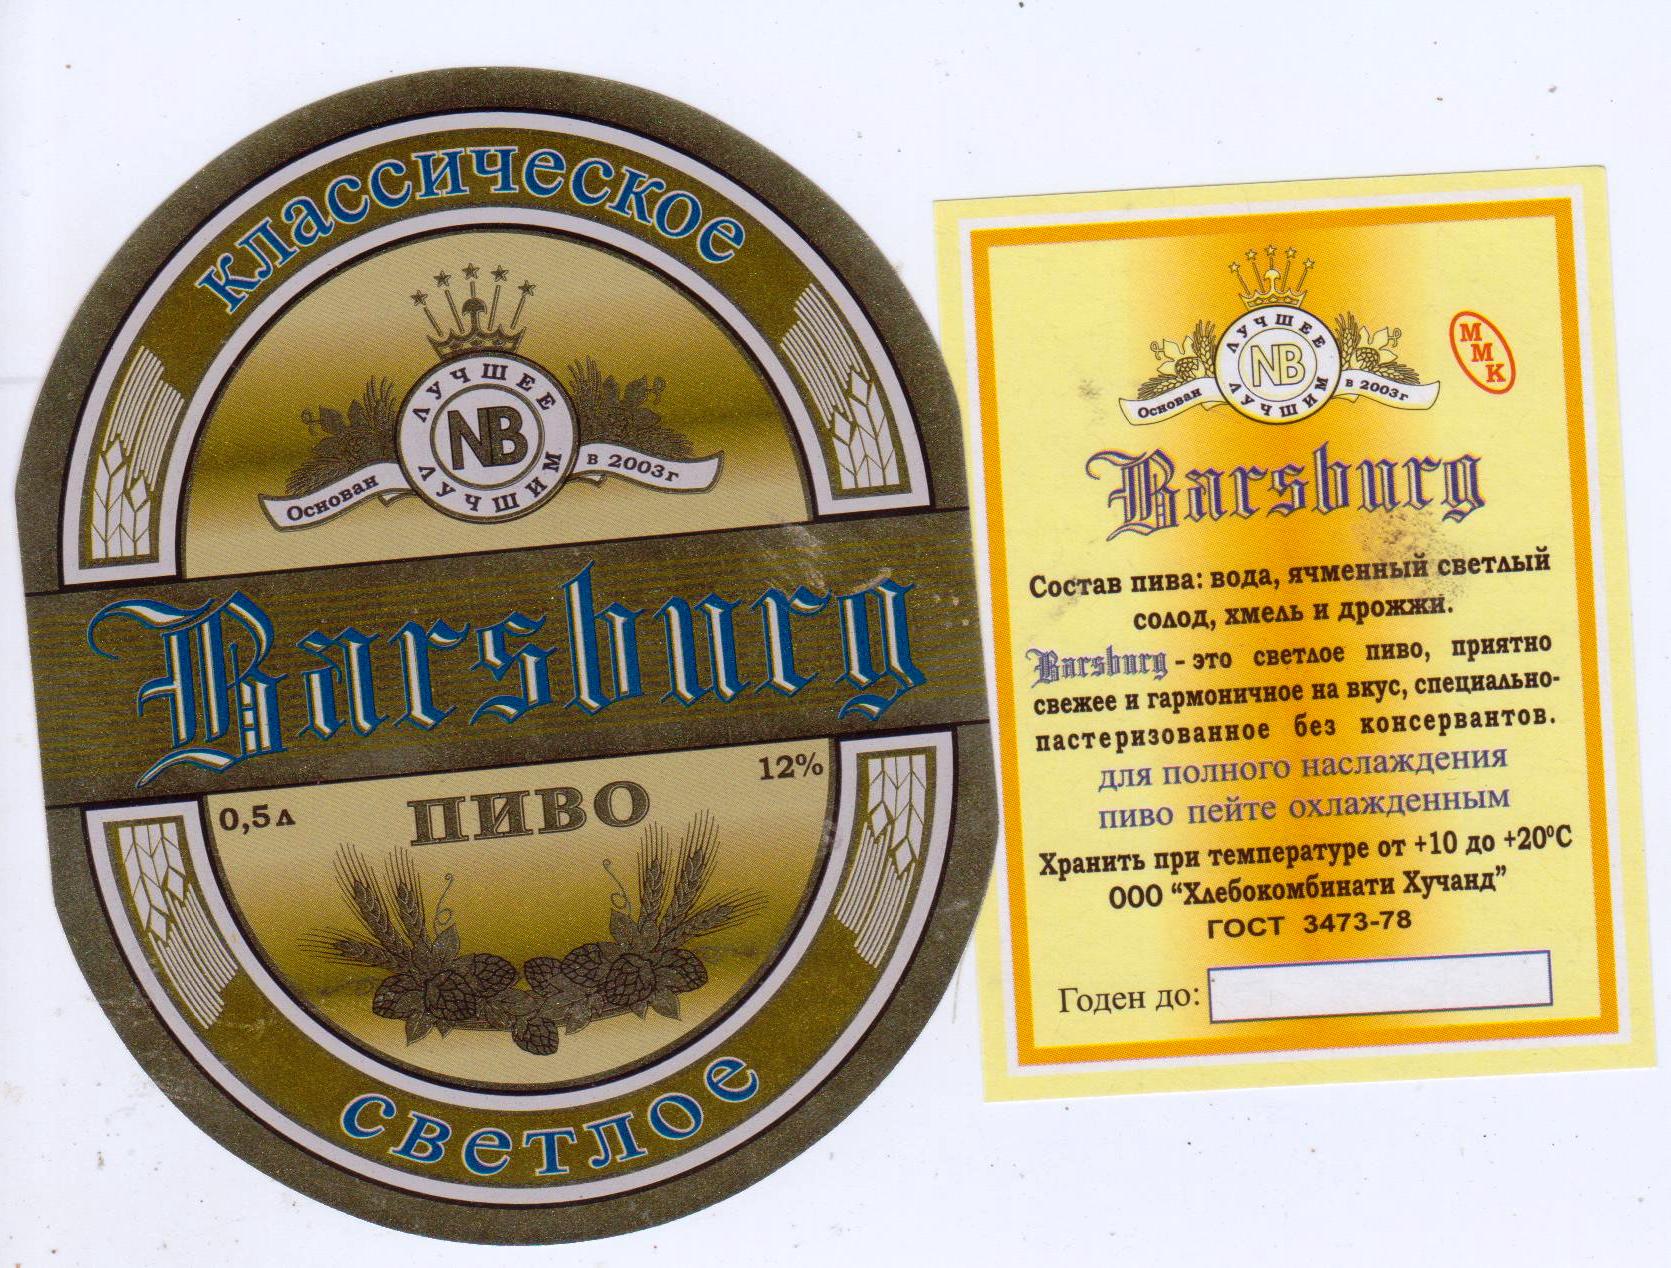 классическое
ЛУЧШЕЕ
NB
ЛУЧШИМ
Основан
в 2003г
Barsburg
0,5л
ПИВО
12%
светлое
ЛУЧШЕЕ
NB
ЛУЧШИМ
Основан
в 2003г
ММК
Barsburg
Состав пива: вода, ячменный светлый
солод, хмель и дрожжи.
Barsburg - это светлое пиво, приятно
свежее и гармоничное на вкус, специально-
пастеризованное без консервантов.
для полного наслаждения
пиво пейте охлажденным
Хранить при температуре от +10 до +20⁰С
ООО "Хлебокомбинати Хучанд"
ГОСТ 3473-78
Годен до: